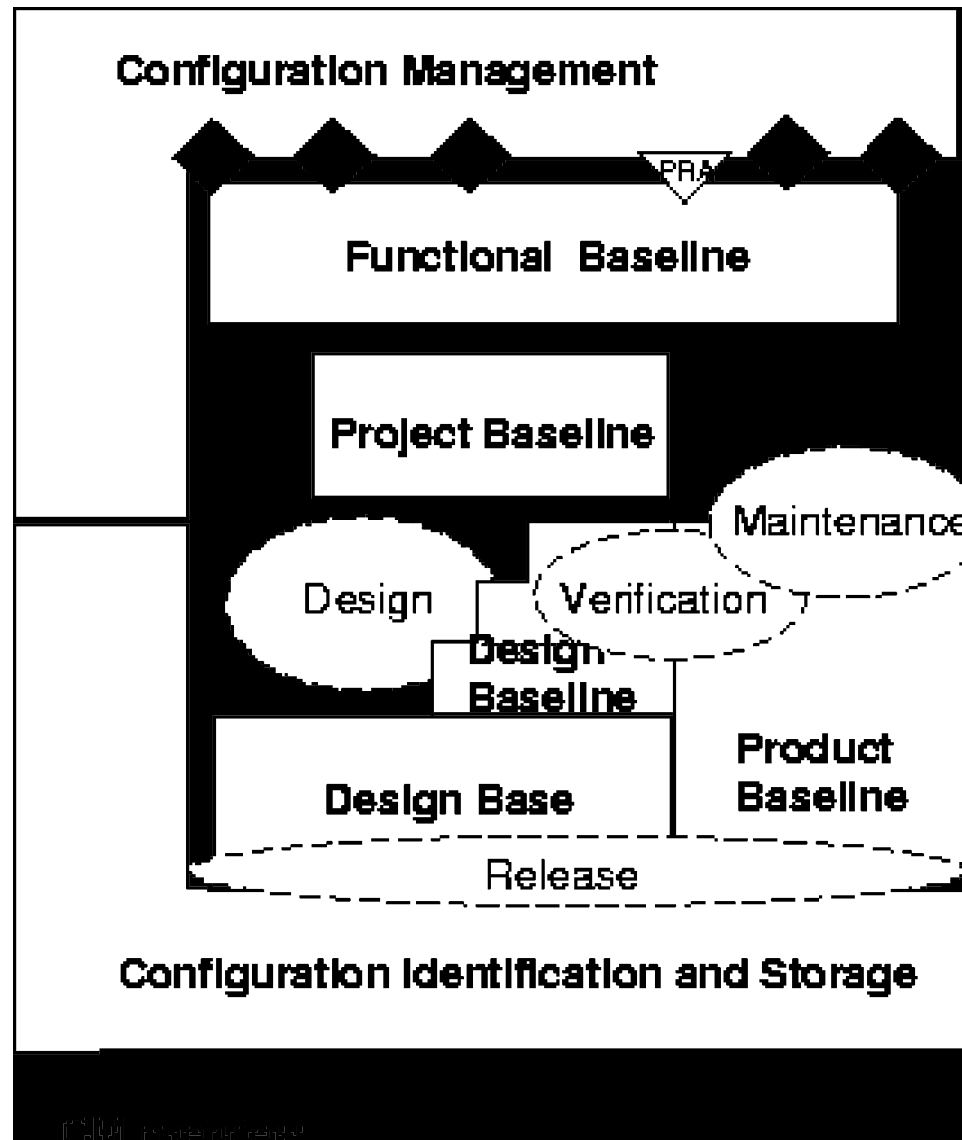 Configuration Management
PRA
Functional Baseline
Project Baseline
Maintenance
Design
Verification
Design
Baseline
Product
Baseline
Design Base
Release
Configuration Identification and Storage